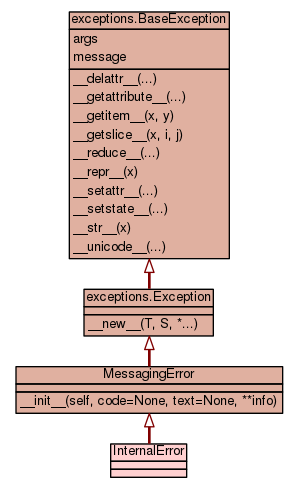 exceptions.BaseException
args
message
__delattr__(...)
__getattribute__(...)
__getitem__(x, y)
__getslice__(x, i, j)
__reduce__(...)
__repr__(x)
__setattr__(...)
__setstate__(...)
__str__(x)
__unicode__(...)
exceptions.Exception
__new__(T, S, *...)
MessagingError
__init__(self, code=None, text=None, **info)
InternalError